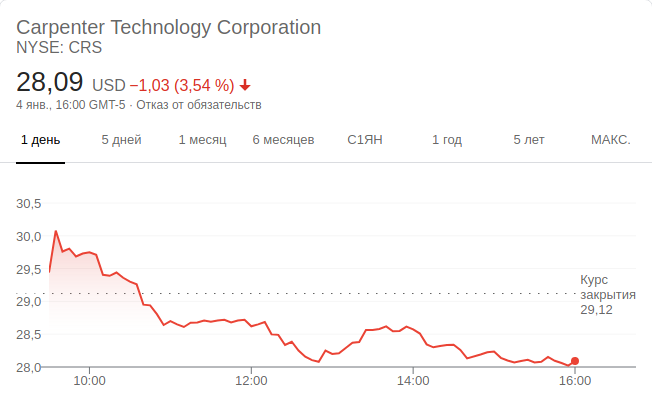 Carpenter Technology Corporation
NYSE: CRS
28,09 USD −1,03 (3,54 %)
4 янв., 16:00 GMT-5 · Отказ от обязательств
1 день 5 дней 1 месяц 6 месяцев С1ЯН 1 год 5 лет МАКС.
30,5
30,0
29,5
29,0
28,5
28,0
Курс
закрытия
29,12
10:00 12:00 14:00 16:00